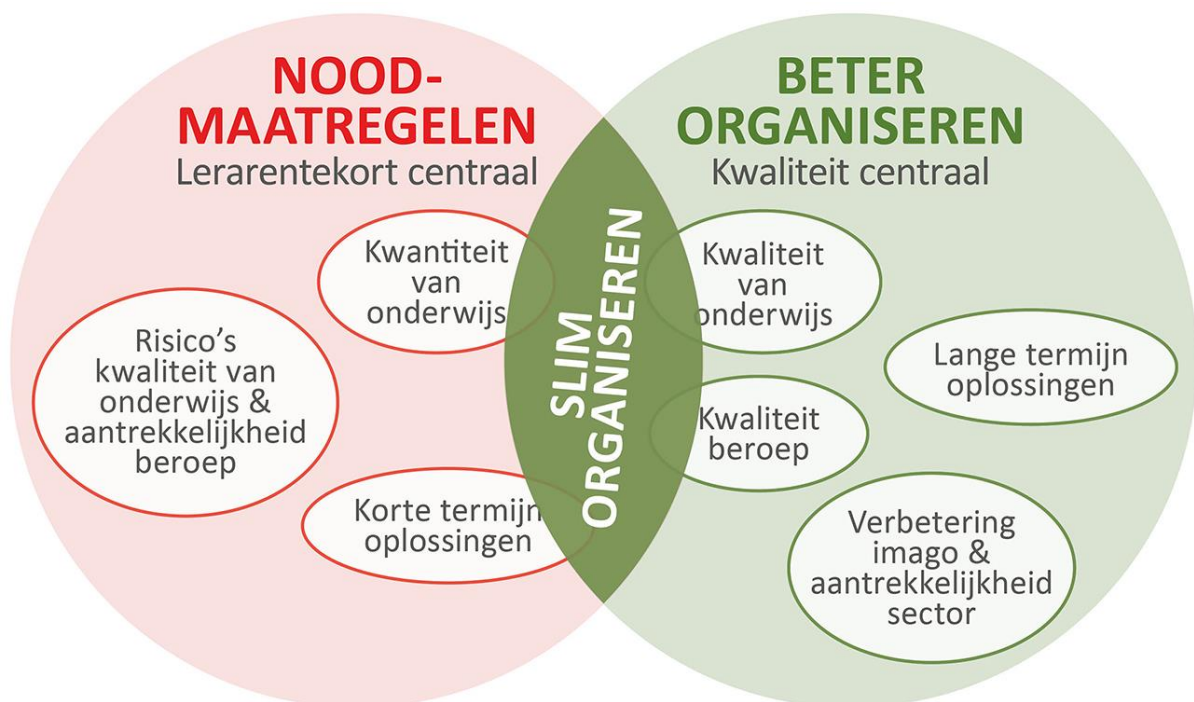 NOOD-
MAATREGELEN
Lerarentekort centraal
Kwantiteit
van
onderwijs
Risico’s
kwaliteit van
onderwijs &
aantrekkelijkheid
beroep
Korte termijn
oplossingen
SLIM
ORGANISEREN
BETER
ORGANISEREN
Kwaliteit centraal
Kwaliteit
van
onderwijs
Lange termijn
oplossingen
Kwaliteit
beroep
Verbetering
imago &
aantrekkelijkheid
sector